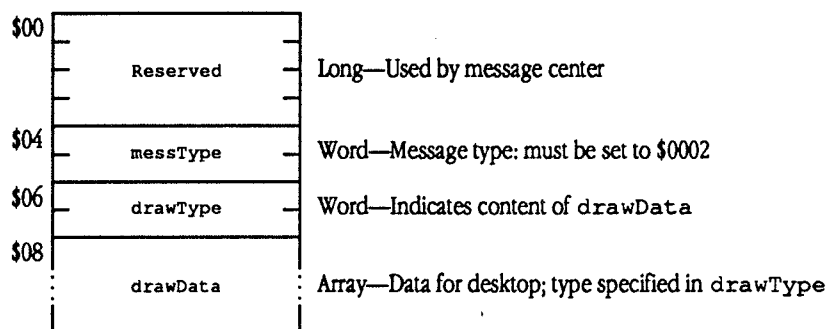 $00
Reserved Long—Used by message center
$04
messType Word—Message type: must be set to $0002
$06
drawType Word—Indicates content of drawData
$08
drawData Array—Data for desktop; type specified in drawType